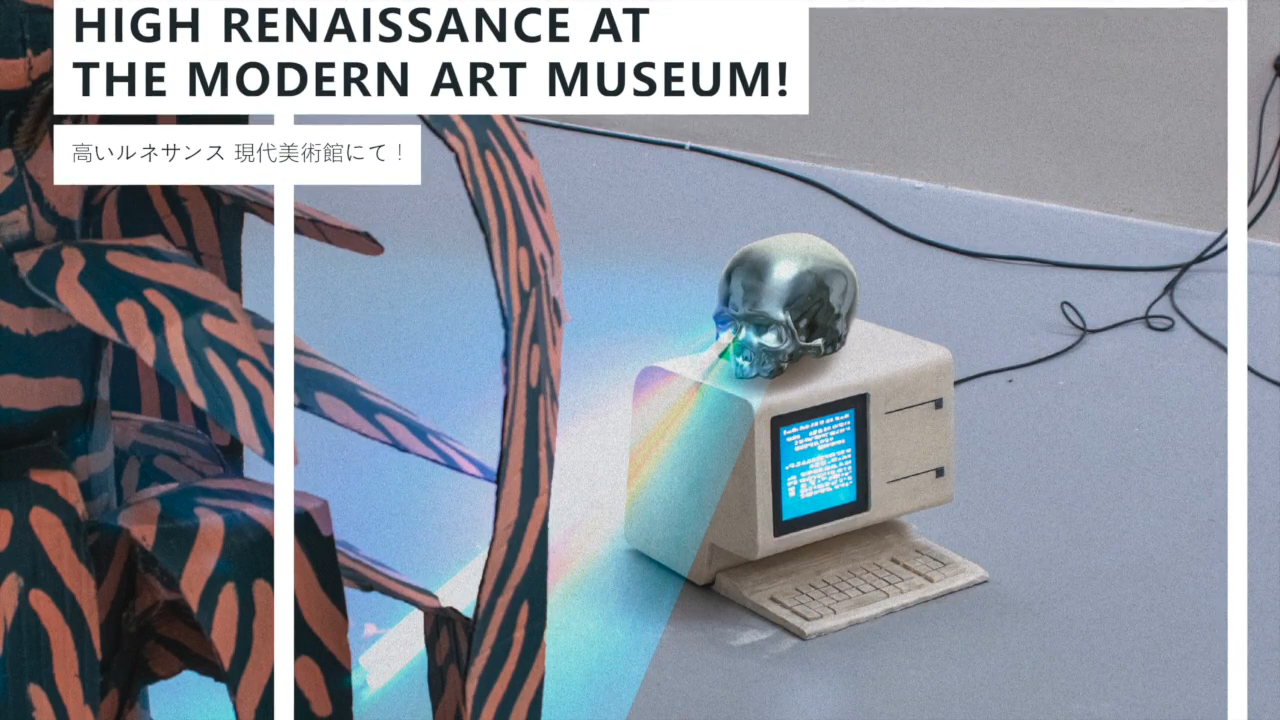 HIGH RENAISSANCE AT
THE MODERN ART MUSEUM!
高いルネサンス 現代美術館にて！